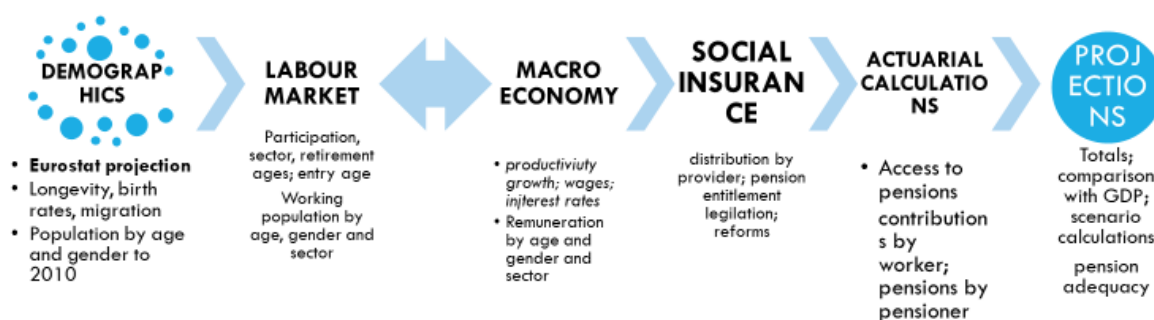 DEMOGRAP
HICS
• Eurostat projection
• Longevity, birth
rates, migration
• Population by age
and gender to
2010
LABOUR
MARKET
Participation,
sector, retirement
ages; entry age
Working
population by
age, gender and
sector
MACRO
ECONOMY
• productiviuty
growth; wages;
injterest rates
• Remuneration
by age and
gender and
sector
SOCIAL
INSURAN
CE
distribution by
provider; pension
entitlement
legilation;
reforms
ACTUARIAL
CALCULATIO
NS
• Access to
pensions
contribution
s by
worker;
pensions by
pensioner
PROJ
ECTIO
NS
Totals;
comparison
with GDP;
scenario
calculations
pension
adequacy